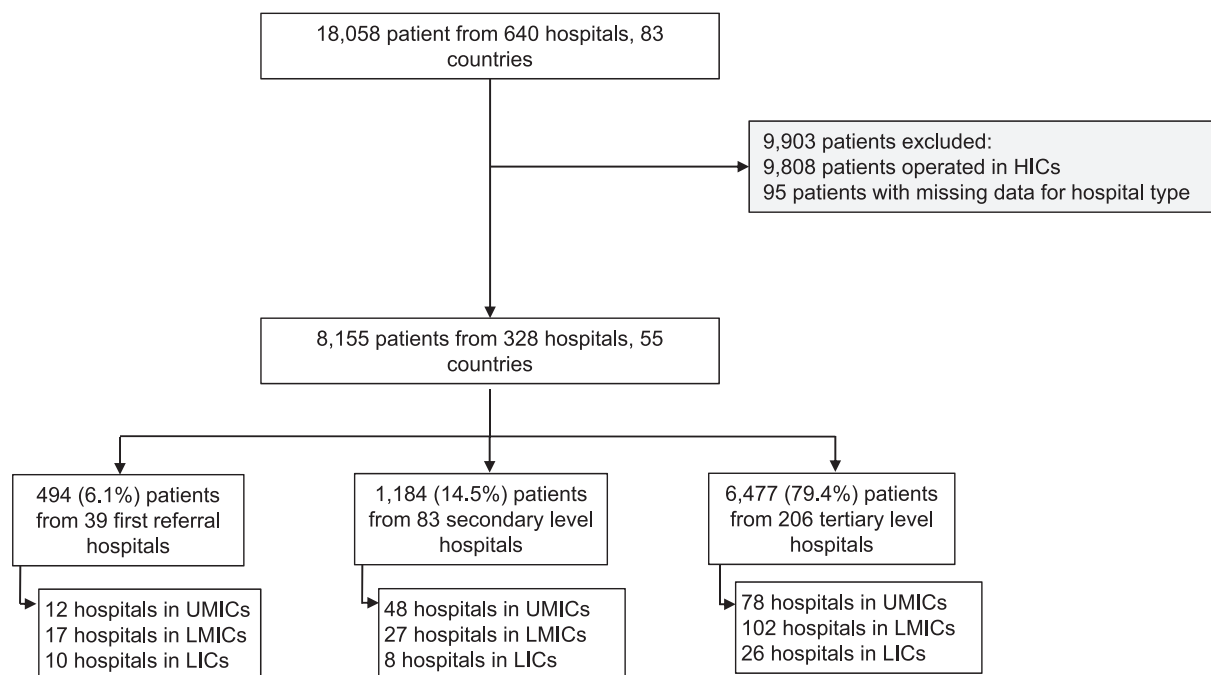 18,058 patient from 640 hospitals, 83
countries
9,903 patients excluded:
9,808 patients operated in HICs
95 patients with missing data for hospital type
8,155 patients from 328 hospitals, 55
countries
494 (6.1%) patients
from 39 first referral
hospitals
1,184 (14.5%) patients
from 83 secondary level
hospitals
6,477 (79.4%) patients
from 206 tertiary level
hospitals
12 hospitals in UMICs
17 hospitals in LMICs
10 hospitals in LICs
48 hospitals in UMICs
27 hospitals in LMICs
8 hospitals in LICs
78 hospitals in UMICs
102 hospitals in LMICs
26 hospitals in LICs